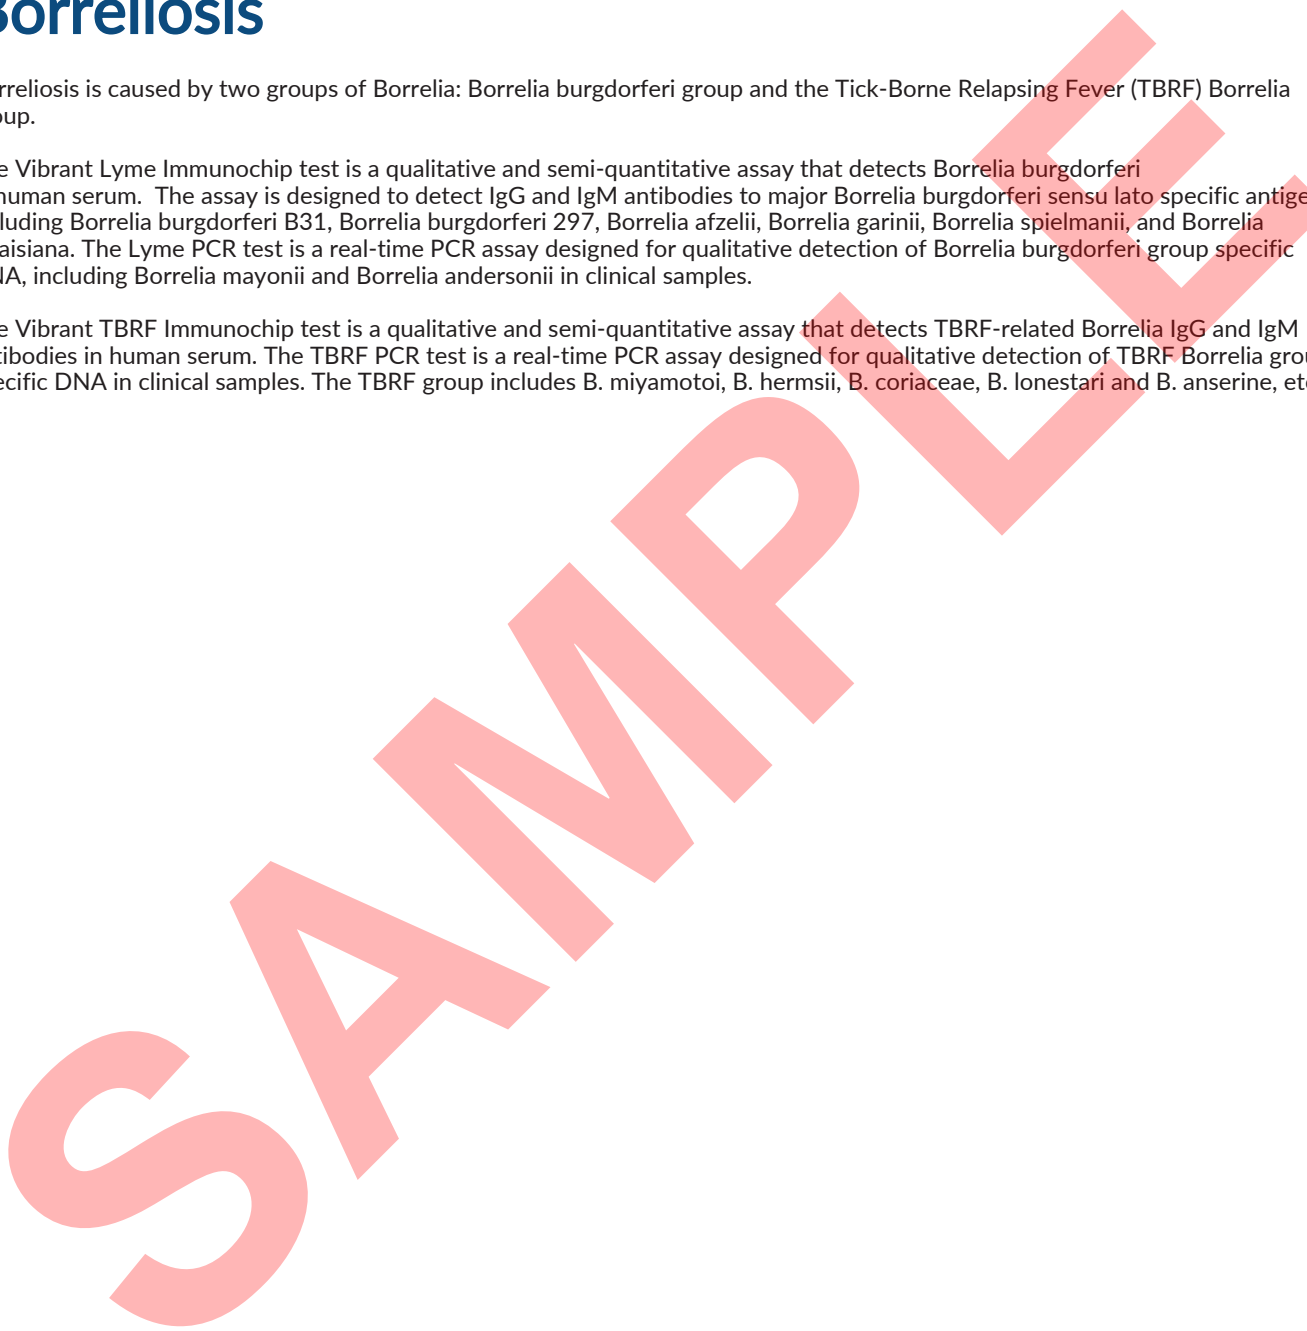 Borreliosis
rreliosis is caused by two groups of Borrelia: Borrelia burgdorferi group and the Tick-Borne Relapsing Fever (TBRF) Borrelia
oup.
e Vibrant Lyme Immunochip test is a qualitative and semi-quantitative assay that detects Borrelia burgdorferi
human serum.  The assay is designed to detect IgG and IgM antibodies to major Borrelia burgdorferi sensu lato specific antige
luding Borrelia burgdorferi B31, Borrelia burgdorferi 297, Borrelia afzelii, Borrelia garinii, Borrelia spielmanii, and Borrelia
aisiana. The Lyme PCR test is a real-time PCR assay designed for qualitative detection of Borrelia burgdorferi group specific
NA, including Borrelia mayonii and Borrelia andersonii in clinical samples.
e Vibrant TBRF Immunochip test is a qualitative and semi-quantitative assay that detects TBRF-related Borrelia IgG and IgM
tibodies in human serum. The TBRF PCR test is a real-time PCR assay designed for qualitative detection of TBRF Borrelia grou
ecific DNA in clinical samples. The TBRF group includes B. miyamotoi, B. hermsii, B. coriaceae, B. lonestari and B. anserine, etc
SAMPLE